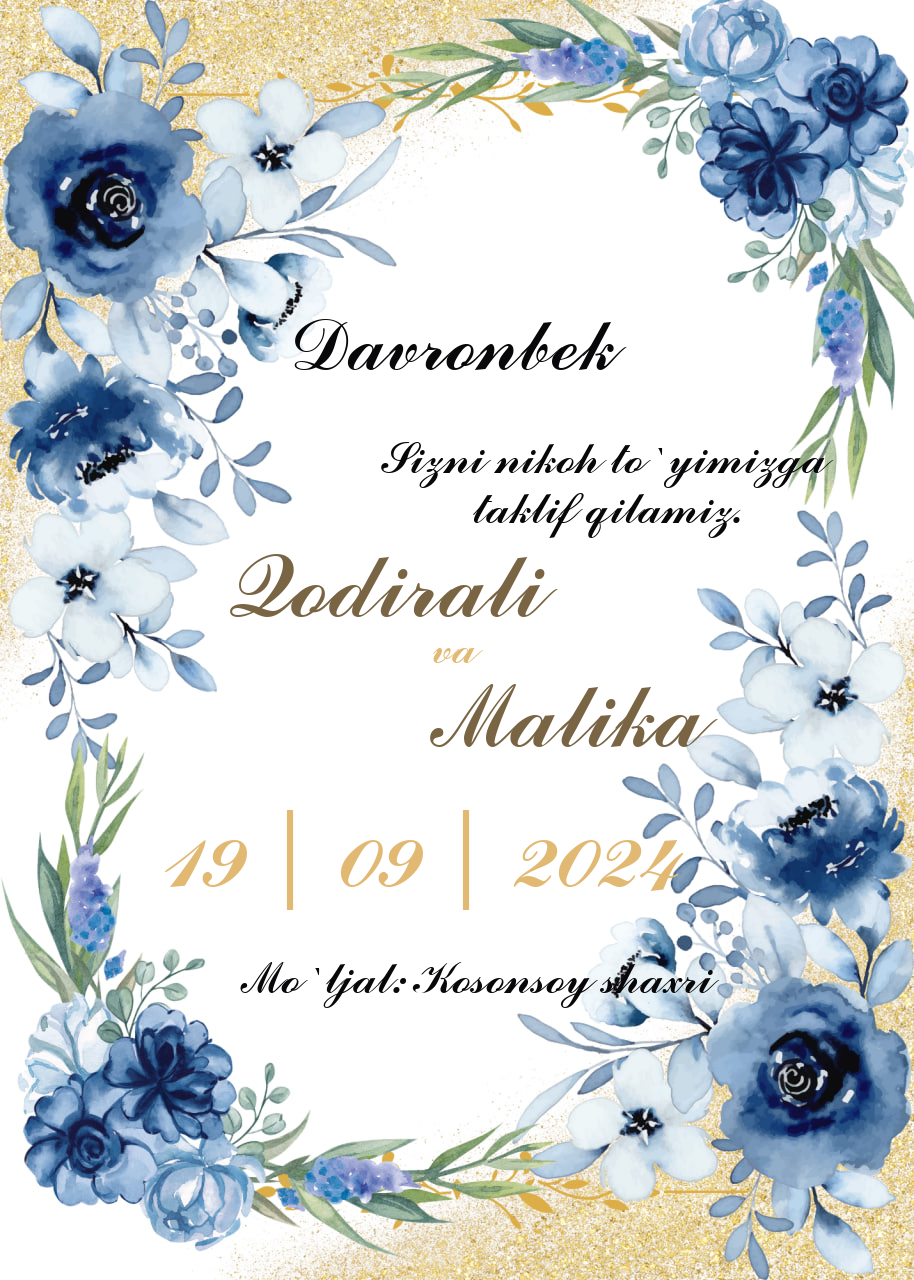 Davronbek
Sizni nikoh to`yimizga
taklif qilamiz.
Qodirali
va
Malika
19 | 09 | 2024
Mo`ljal: Kosonsoy shaxri